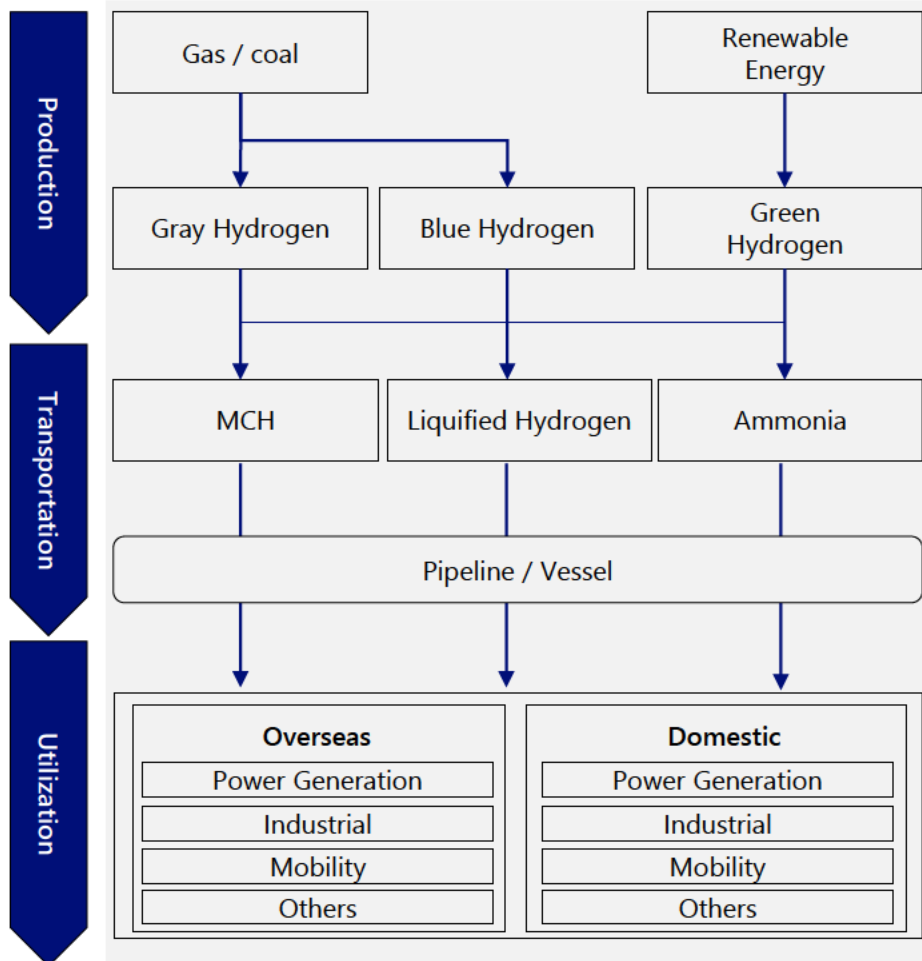 Production
Gas / coal
Renewable
Energy
Gray Hydrogen
Blue Hydrogen
Green
Hydrogen
Transportation
MCH
Liquified Hydrogen
Ammonia
Pipeline / Vessel
Utilization
Overseas
Power Generation
Industrial
Mobility
Others
Domestic
Power Generation
Industrial
Mobility
Others